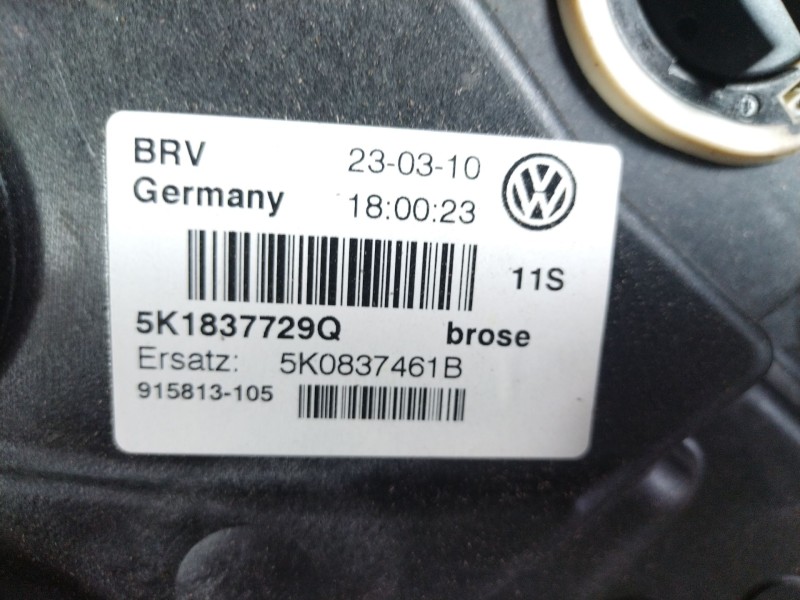 BRV 23-03-10
Germany 18:00:23
11S
5K1837729Q brose
Ersatz: 5K0837461B
915813-105